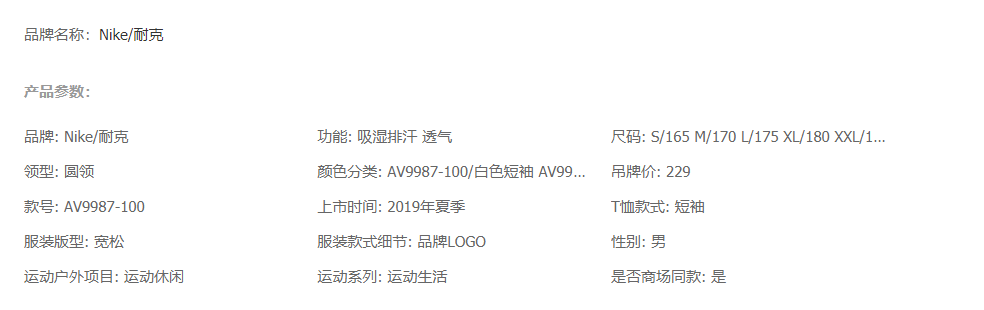 品牌名称：Nike/耐克
产品参数：
品牌: Nike/耐克 功能: 吸湿排汗 透气 尺码: S/165 M/170 L/175 XL/180 XXL/1...
领型: 圆领 颜色分类: AV9987-100/白色短袖 AV99... 吊牌价: 229
款号: AV9987-100 上市时间: 2019年夏季 T恤款式: 短袖
服装版型: 宽松 服装款式细节: 品牌LOGO 性别: 男
运动户外项目: 运动休闲 运动系列: 运动生活 是否商场同款: 是